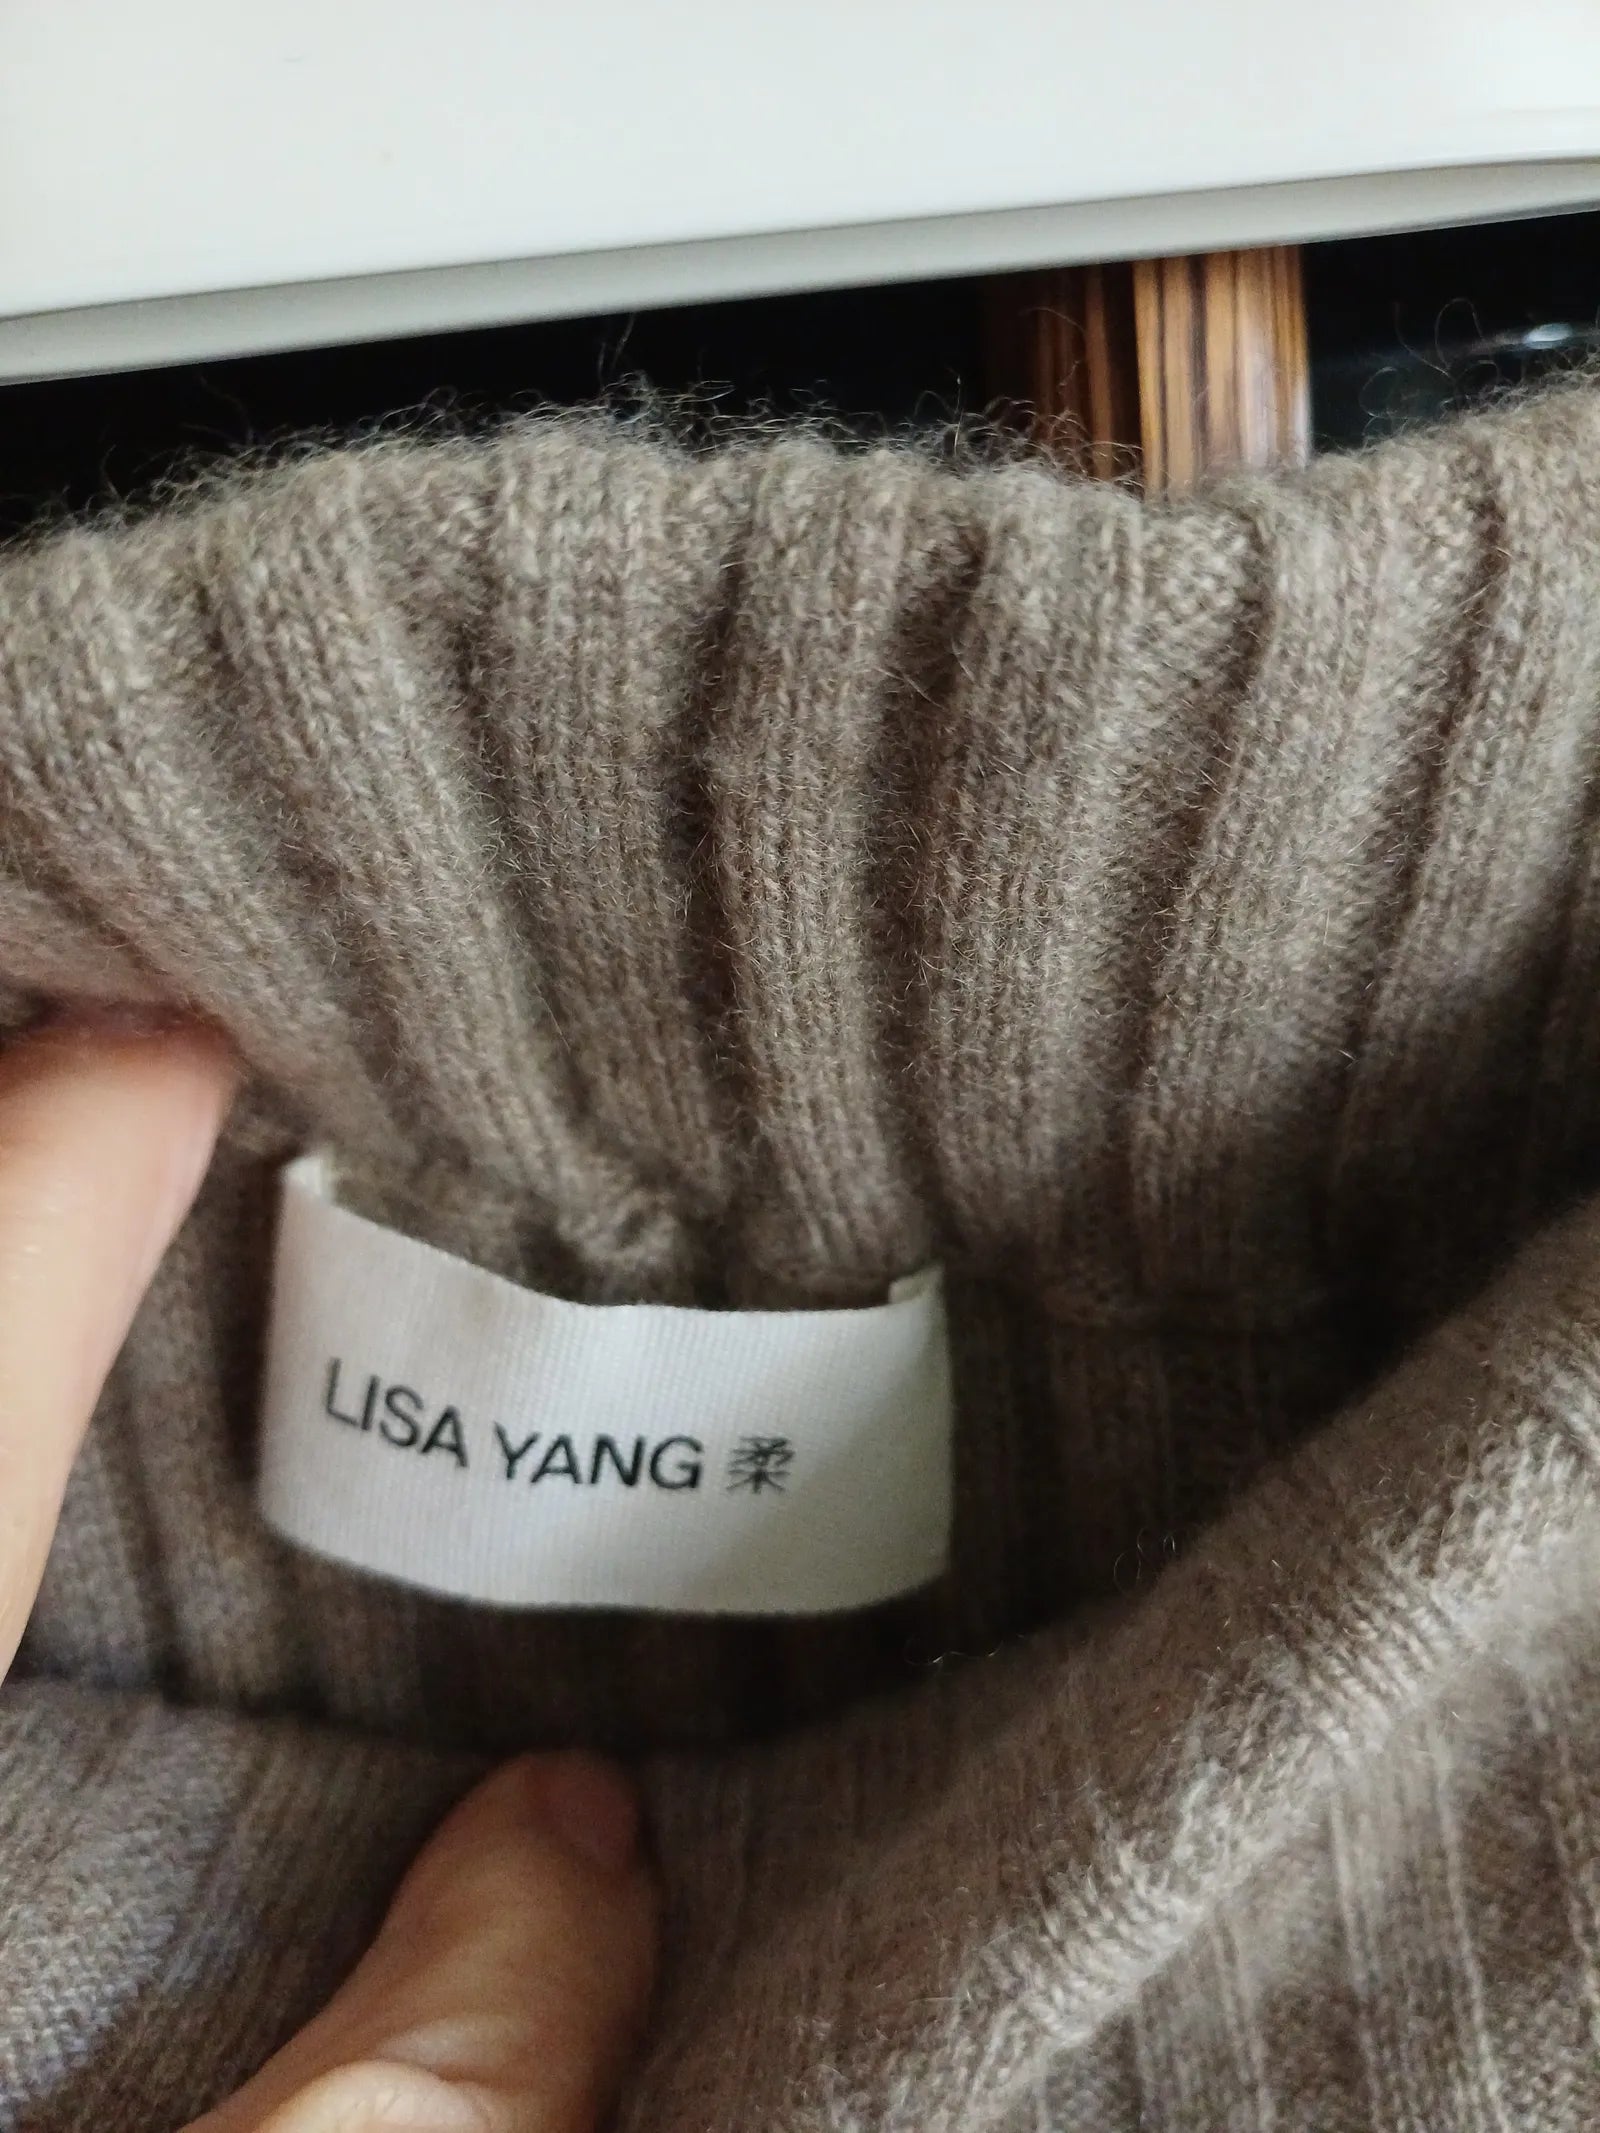 LISA YANG 柔